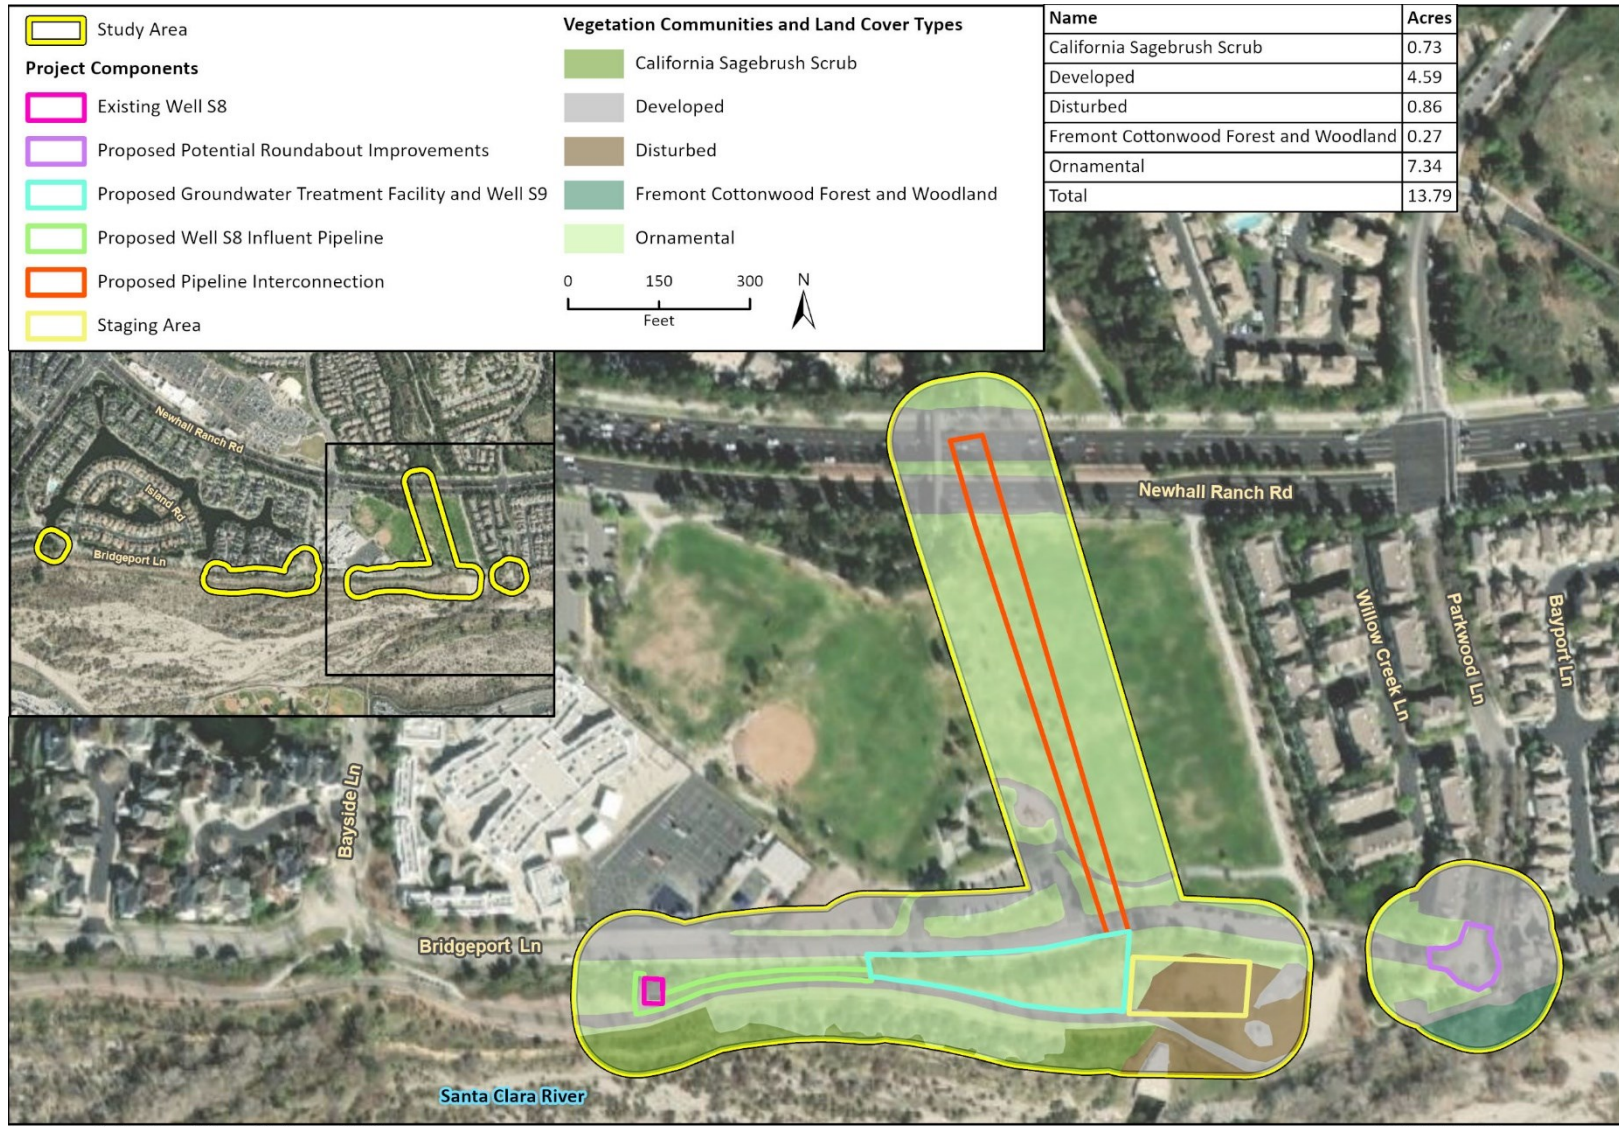 Study Area
Project Components
Existing Well S8
Proposed Potential Roundabout Improvements
Proposed Groundwater Treatment Facility and Well S9
Proposed Well S8 Influent Pipeline
Proposed Pipeline Interconnection
Staging Area
Vegetation Communities and Land Cover Types
California Sagebrush Scrub
Developed
Disturbed
Fremont Cottonwood Forest and Woodland
Ornamental
0 150 300
Feet
N
Name Acres
California Sagebrush Scrub 0.73
Developed 4.59
Disturbed 0.86
Fremont Cottonwood Forest and Woodland 0.27
Ornamental 7.34
Total 13.79
Newhall Ranch Rd
Island Rd
Bridgeport Ln
Newhall Ranch Rd
Willow Creek Ln
Parkwood Ln
Bayport Ln
Bayside Ln
Bridgeport Ln
Santa Clara River